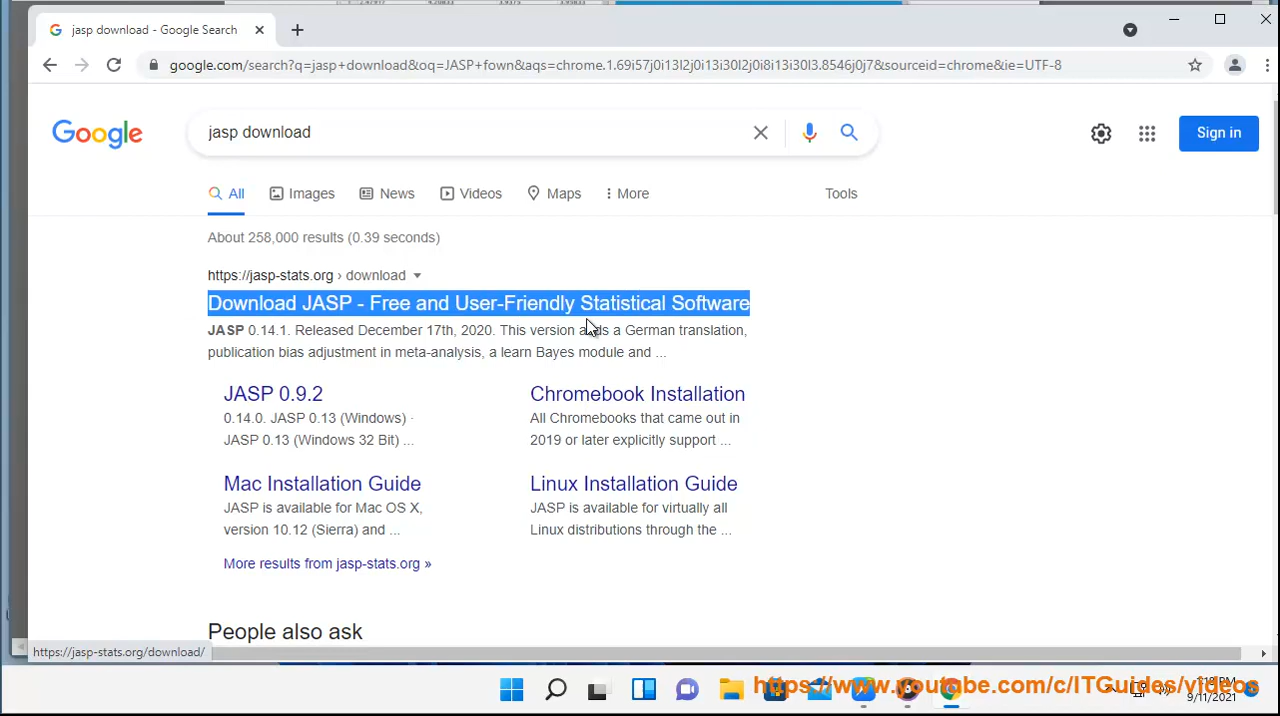 jasp download - Google Search
google.com/search?q=jasp+download&oq=JASP+fown&aqs=chrome.1.69i57j0i13l2j0i13i30l2j0i8i13i30l3.8546j0j7&sourceid=chrome&ie=UTF-8
Google
jasp download
Sign in
All
Images
News
Videos
Maps
More
Tools
About 258,000 results (0.39 seconds)
https://jasp-stats.org › download
Download JASP - Free and User-Friendly Statistical Software
JASP 0.14.1. Released December 17th, 2020. This version adds a German translation,
publication bias adjustment in meta-analysis, a learn Bayes module and ...
JASP 0.9.2
0.14.0. JASP 0.13 (Windows) ·
JASP 0.13 (Windows 32 Bit) ...
Chromebook Installation
All Chromebooks that came out in
2019 or later explicitly support ...
Mac Installation Guide
JASP is available for Mac OS X,
version 10.12 (Sierra) and ...
Linux Installation Guide
JASP is available for virtually all
Linux distributions through the ...
More results from jasp-stats.org »
People also ask
https://jasp-stats.org/download/
https://www.youtube.com/c/ITGuides/videos
9/11/2021